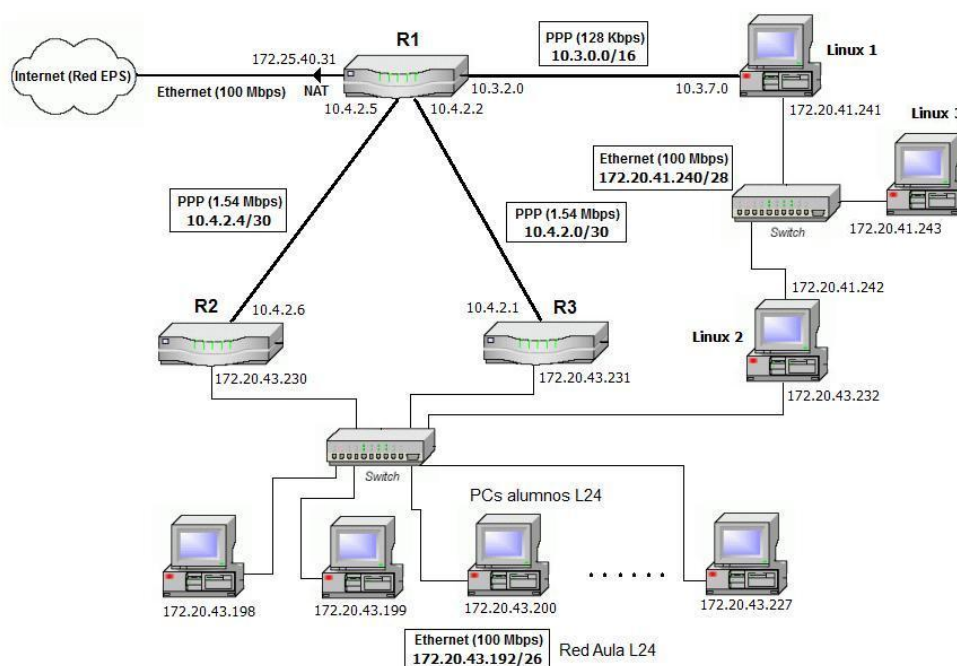 R1
PPP (128 Kbps)
10.3.0.0/16
Linux 1
172.25.40.31
Internet (Red EPS)
Ethernet (100 Mbps)
NAT
10.3.2.0
10.3.7.0
10.4.2.5
10.4.2.2
172.20.41.241
Linux 3
Ethernet (100 Mbps)
172.20.41.240/28
PPP (1.54 Mbps)
10.4.2.4/30
PPP (1.54 Mbps)
10.4.2.0/30
Switch
172.20.41.243
172.20.41.242
R2
10.4.2.6
10.4.2.1
R3
Linux 2
172.20.43.230
172.20.43.231
172.20.43.232
Switch
PCs alumnos L24
. . . . . .
172.20.43.198
172.20.43.199
172.20.43.200
172.20.43.227
Ethernet (100 Mbps)
172.20.43.192/26
Red Aula L24